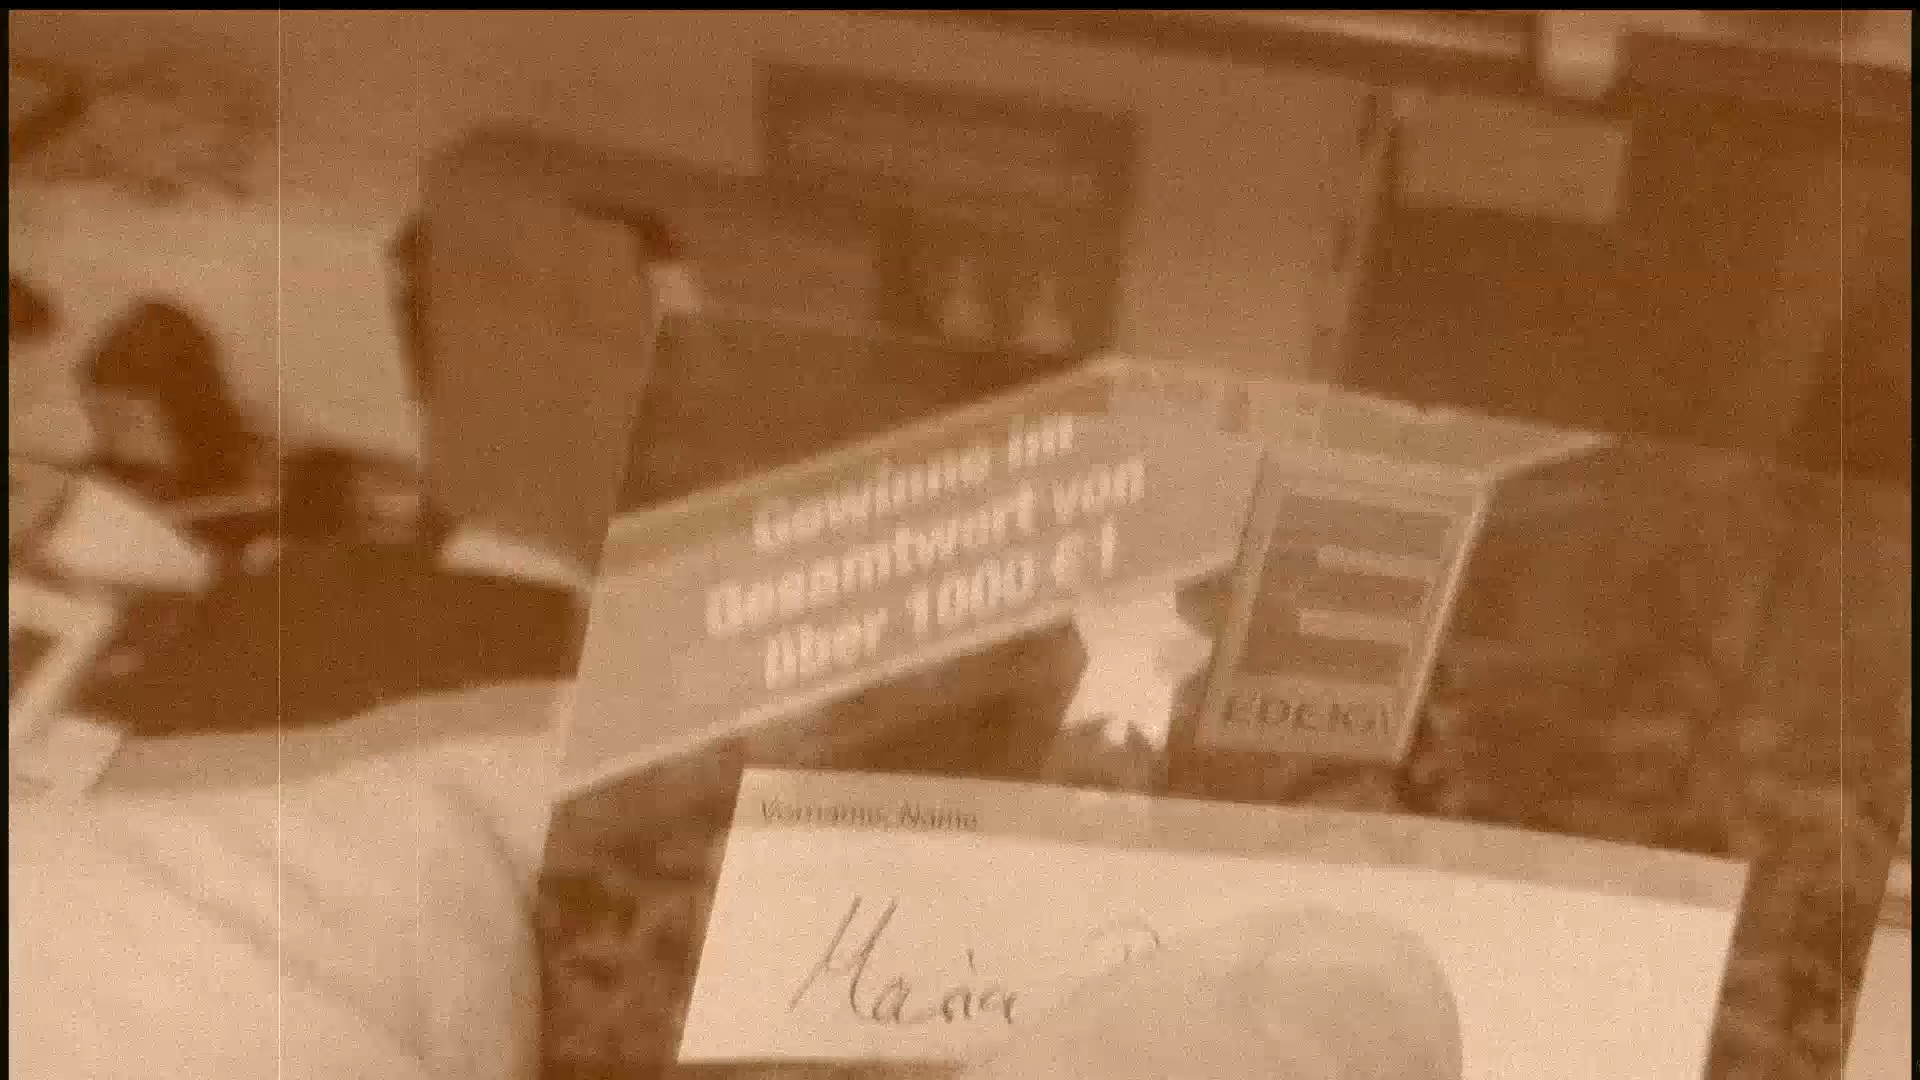 Gewinne im
Gesamtwert von
über 1000 €!
EDEKA
Vorname, Name
Maria